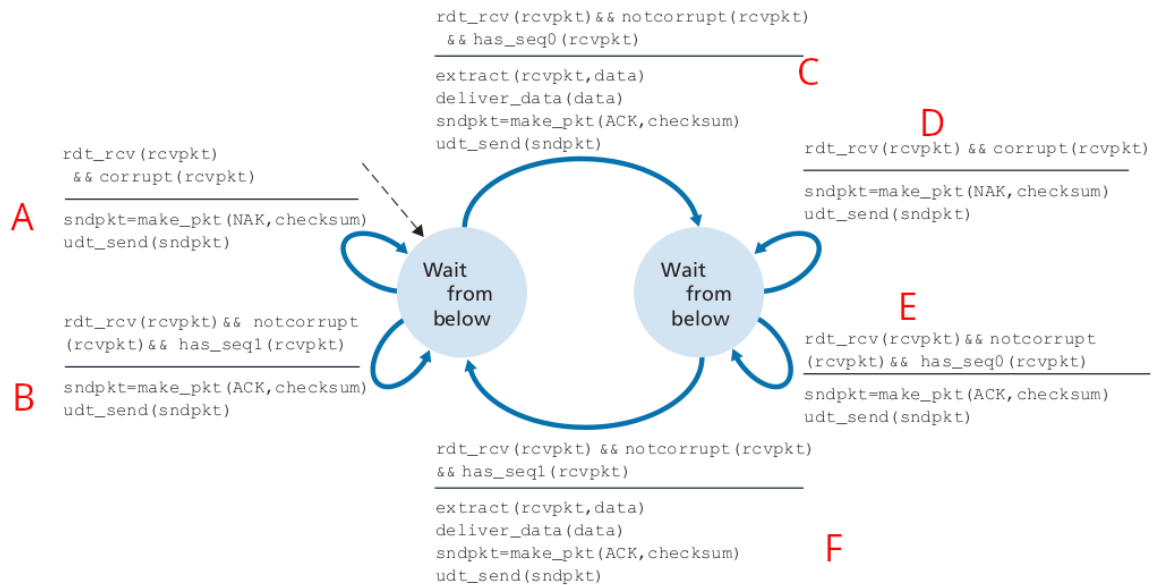 rdt_rcv(rcvpkt)&& notcorrupt(rcvpkt)
&& has_seq0(rcvpkt)
C
extract(rcvpkt,data)
deliver_data(data)
sndpkt=make_pkt(ACK,checksum)
udt_send(sndpkt)
D
rdt_rcv(rcvpkt) && corrupt(rcvpkt)
sndpkt=make_pkt(NAK,checksum)
udt_send(sndpkt)
rdt_rcv(rcvpkt)
&& corrupt(rcvpkt)
A
sndpkt=make_pkt(NAK,checksum)
udt_send(sndpkt)
Wait
from
below
Wait
from
below
rdt_rcv(rcvpkt)&& notcorrupt
(rcvpkt)&& has_seq1(rcvpkt)
B
sndpkt=make_pkt(ACK,checksum)
udt_send(sndpkt)
E
rdt_rcv(rcvpkt)&& notcorrupt
(rcvpkt)&& has_seq0(rcvpkt)
sndpkt=make_pkt(ACK,checksum)
udt_send(sndpkt)
rdt_rcv(rcvpkt) && notcorrupt(rcvpkt)
&& has_seq1(rcvpkt)
extract(rcvpkt,data)
deliver_data(data)
sndpkt=make_pkt(ACK,checksum)
udt_send(sndpkt)
F